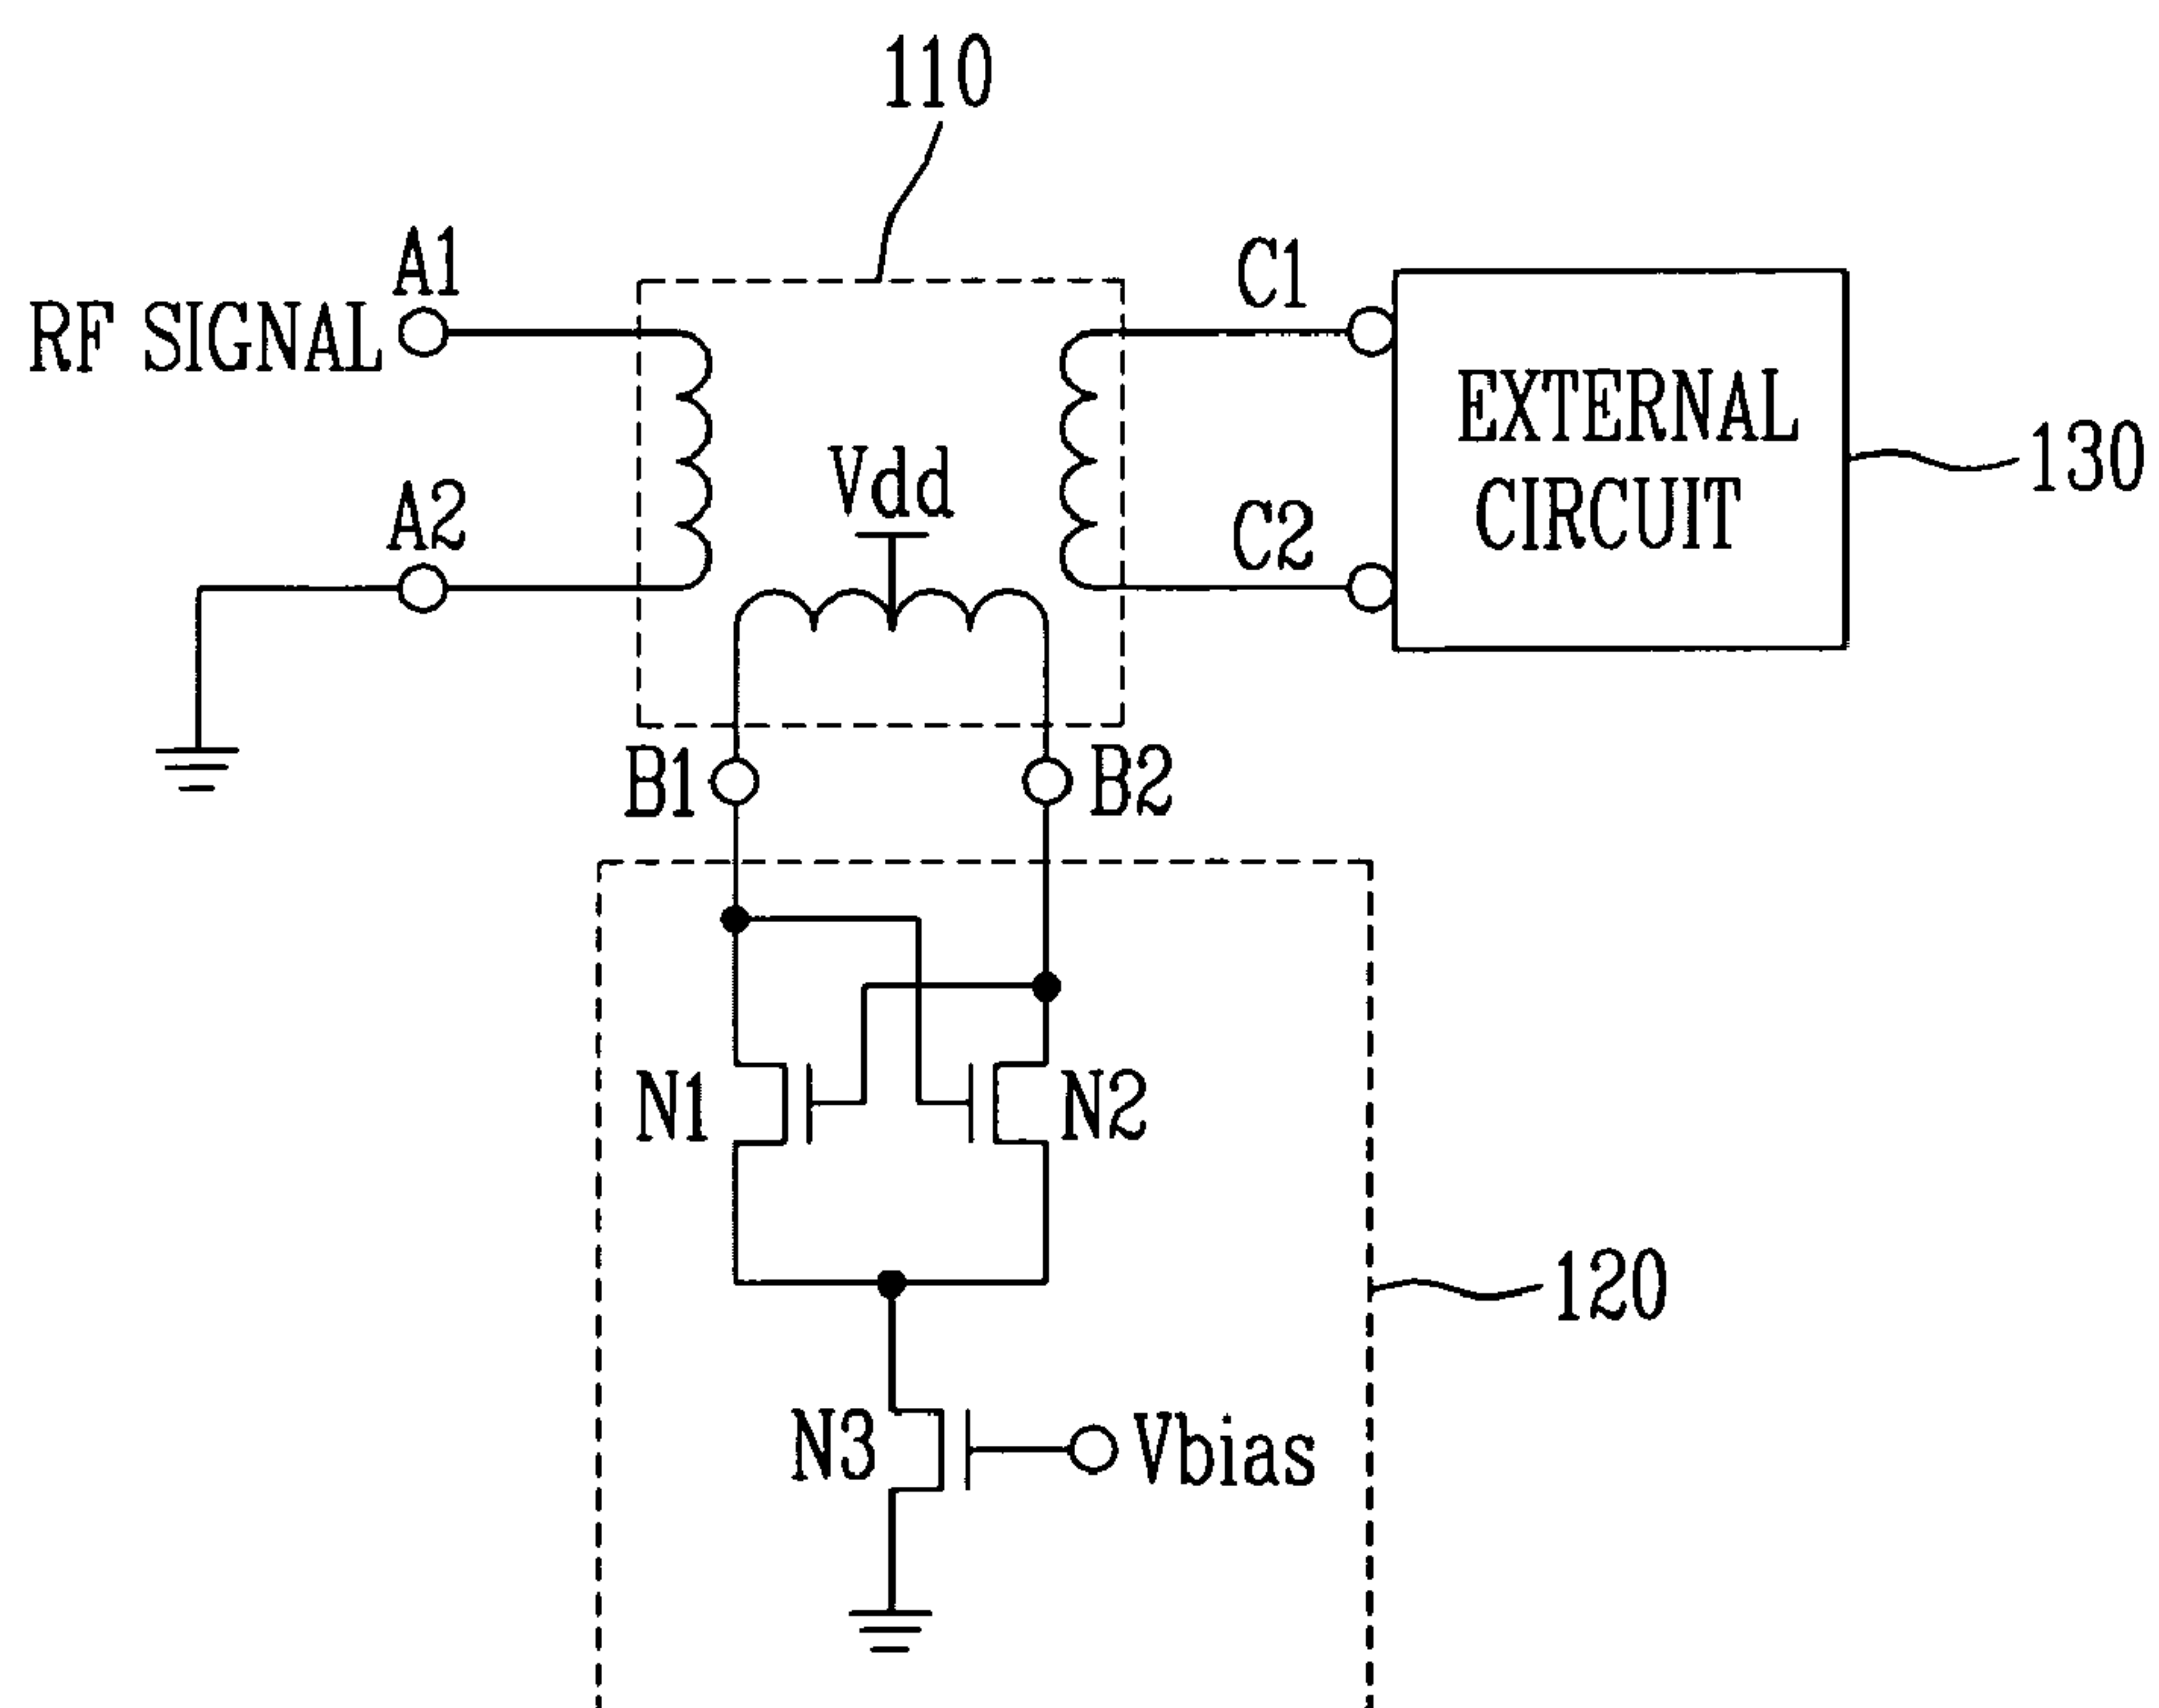 110
A1
C1
RF SIGNAL
EXTERNAL
CIRCUIT
130
Vdd
A2
C2
B1
B2
N1
N2
120
N3
Vbias